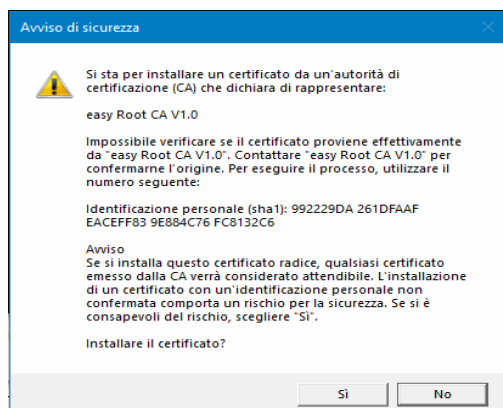 Avviso di sicurezza
Si sta per installare un certificato da un'autorità di
certificazione (CA) che dichiara di rappresentare:
easy Root CA V1.0
Impossibile verificare se il certificato proviene effettivamente
da "easy Root CA V1.0". Contattare "easy Root CA V1.0" per
confermarne l'origine. Per eseguire il processo, utilizzare il
numero seguente:
Identificazione personale (sha1): 992229DA 261DFAAF
EACEFF83 9E884C76 FC8132C6
Avviso
Se si installa questo certificato radice, qualsiasi certificato
emesso dalla CA verrà considerato attendibile. L'installazione
di un certificato con un'identificazione personale non
confermata comporta un rischio per la sicurezza. Se si è
consapevoli del rischio, scegliere "Sì".
Installare il certificato?
Sì
No